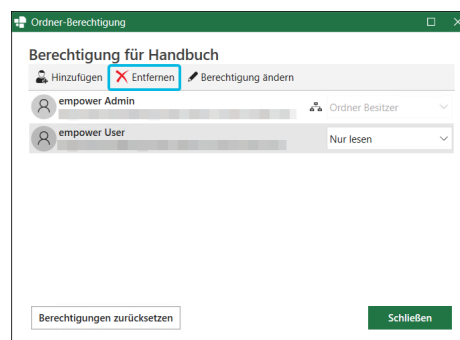 Ordner-Berechtigung
Berechtigung für Handbuch
Hinzufügen Entfernen Berechtigung ändern
empower Admin
Ordner Besitzer
empower User
Nur lesen
Berechtigungen zurücksetzen Schließen